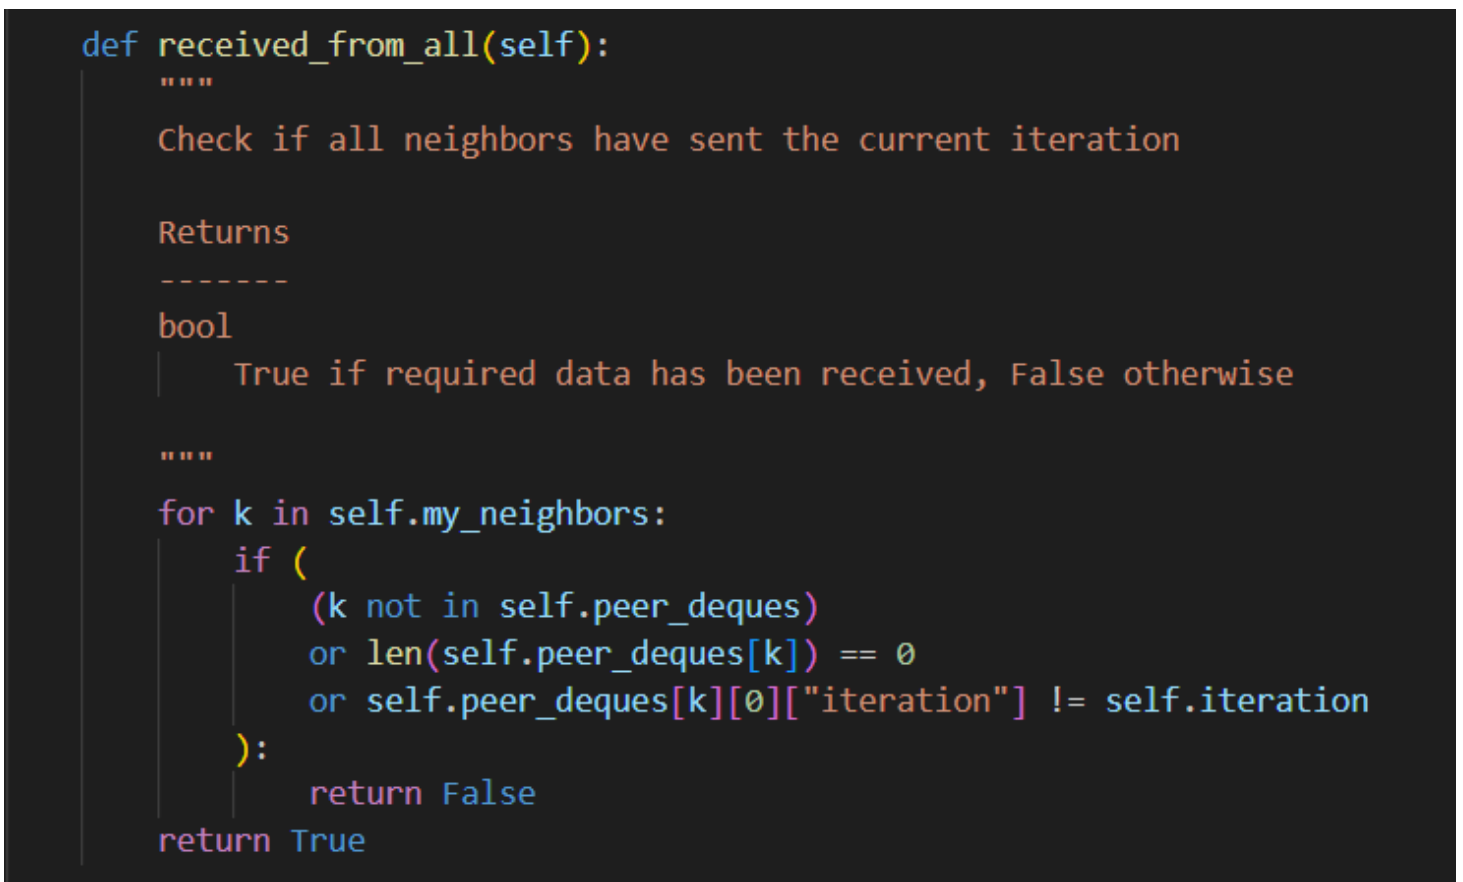 def received_from_all(self):
    """
    Check if all neighbors have sent the current iteration

    Returns
    -------
    bool
        True if required data has been received, False otherwise

    """
    for k in self.my_neighbors:
        if (
            (k not in self.peer_deques)
            or len(self.peer_deques[k]) == 0
            or self.peer_deques[k][0]["iteration"] != self.iteration
        ):
            return False
    return True